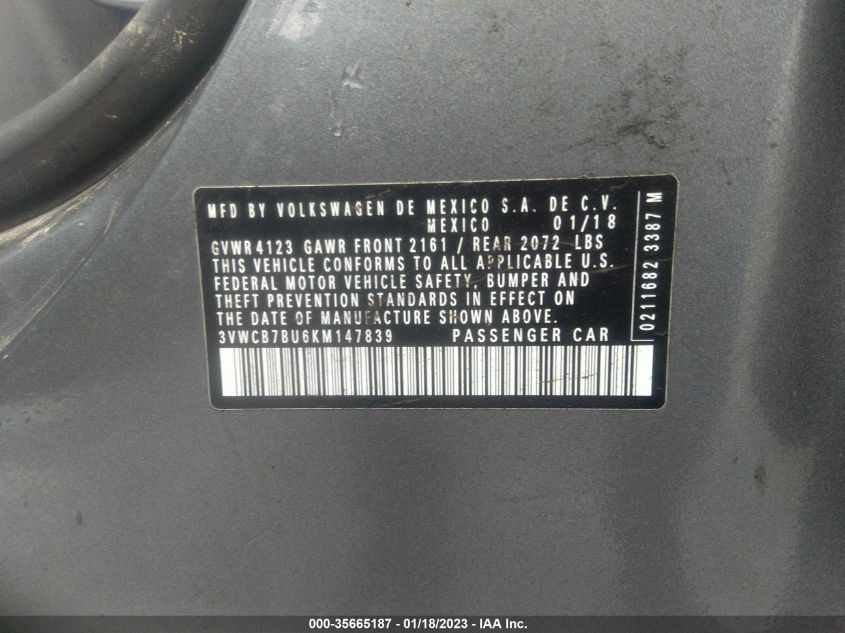 MFD BY VOLKSWAGEN DE MEXICO S.A. DE C.V.
MEXICO 01/18
GVWR 4123 GAWR FRONT 2161 / REAR 2072 LBS
THIS VEHICLE CONFORMS TO ALL APPLICABLE U.S.
FEDERAL MOTOR VEHICLE SAFETY, BUMPER AND
THEFT PREVENTION STANDARDS IN EFFECT ON
THE DATE OF MANUFACTURE SHOWN ABOVE.
3VWCB7BU6KM147839 PASSENGER CAR
0211682 3387 M
000-35665187 - 01/18/2023 - IAA Inc.